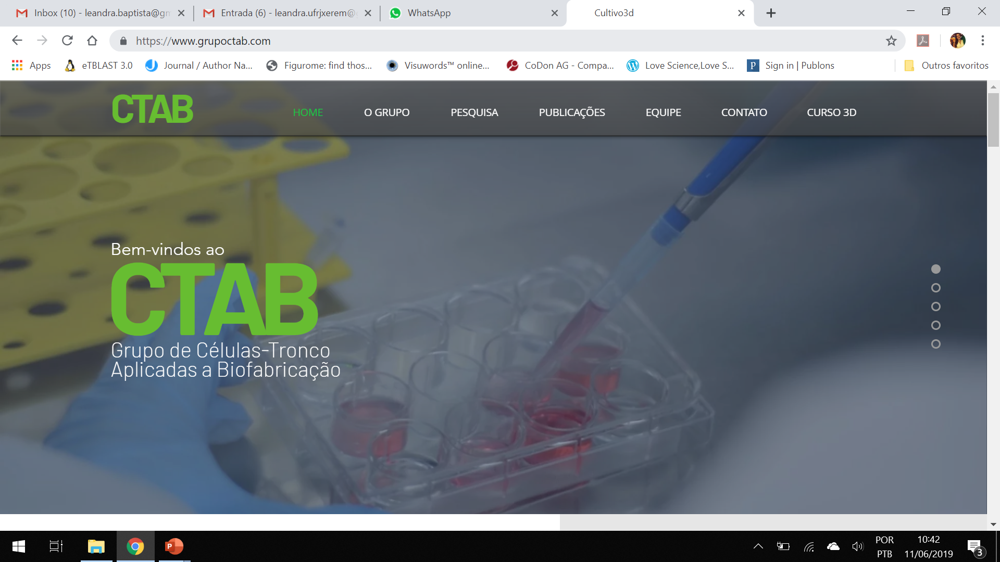 Inbox (10) - leandra.baptista@gm
Entrada (6) - leandra.ufrjxerem@g
WhatsApp
Cultivo3d
https://www.grupoctab.com
Apps
eTBLAST 3.0
Journal / Author Na...
Figurome: find thos...
Visuwords™ online...
CoDon AG - Compa...
Love Science,Love S...
Sign in | Publons
Outros favoritos
CTAB
HOME
O GRUPO
PESQUISA
PUBLICAÇÕES
EQUIPE
CONTATO
CURSO 3D
Bem-vindos ao
CTAB
Grupo de Células-Tronco
Aplicadas a Biofabricação
POR
PTB
10:42
11/06/2019
3